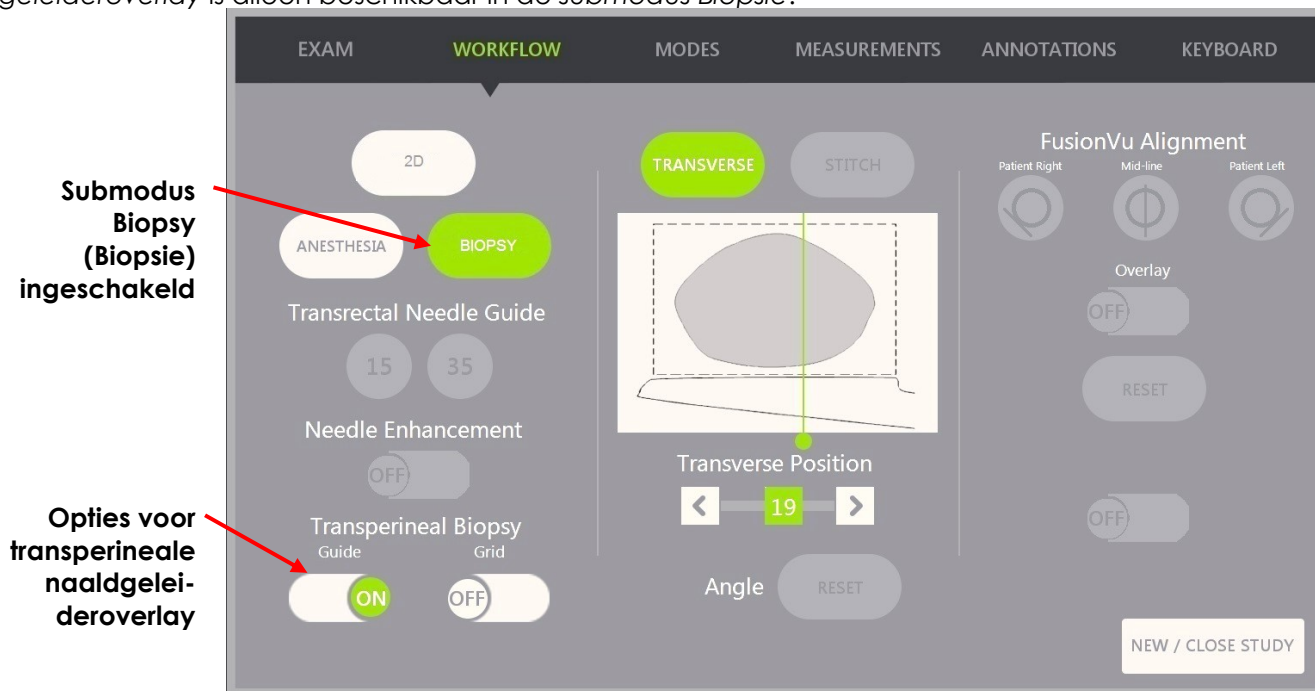 geleideroverlay is alleen beschikbaar in de submodus Biopsie.
EXAM WORKFLOW MODES MEASUREMENTS ANNOTATIONS KEYBOARD
Submodus
Biopsy
(Biopsie)
ingeschakeld
2D
ANESTHESIA BIOPSY
Transrectal Needle Guide
15 35
Needle Enhancement
OFF
Opties voor
transperineale
naaldgelei-
deroverlay
Transperineal Biopsy
Guide Grid
ON OFF
TRANSVERSE STITCH
Transverse Position
19
Angle RESET
FusionVu Alignment
Patient Right Mid-line Patient Left
Overlay
OFF
RESET
OFF
NEW / CLOSE STUDY